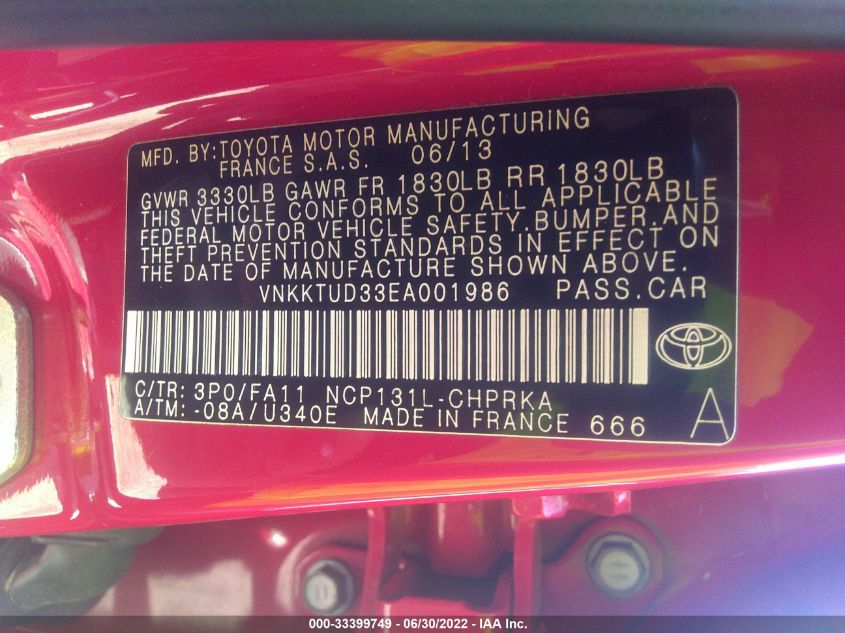 MFD. BY:TOYOTA MOTOR MANUFACTURING
FRANCE S.A.S. 06/13
GVWR 3330LB GAWR FR 1830LB RR 1830LB
THIS VEHICLE CONFORMS TO ALL APPLICABLE
FEDERAL MOTOR VEHICLE SAFETY.BUMPER.AND
THEFT PREVENTION STANDARDS IN EFFECT ON
THE DATE OF MANUFACTURE SHOWN ABOVE.
VNKKTUD33EA001986 PASS.CAR
C/TR: 3P0/FA11 NCP131L-CHPRKA
A/TM: -08A/U340E MADE IN FRANCE 666 A
000-33399749 - 06/30/2022 - IAA Inc.